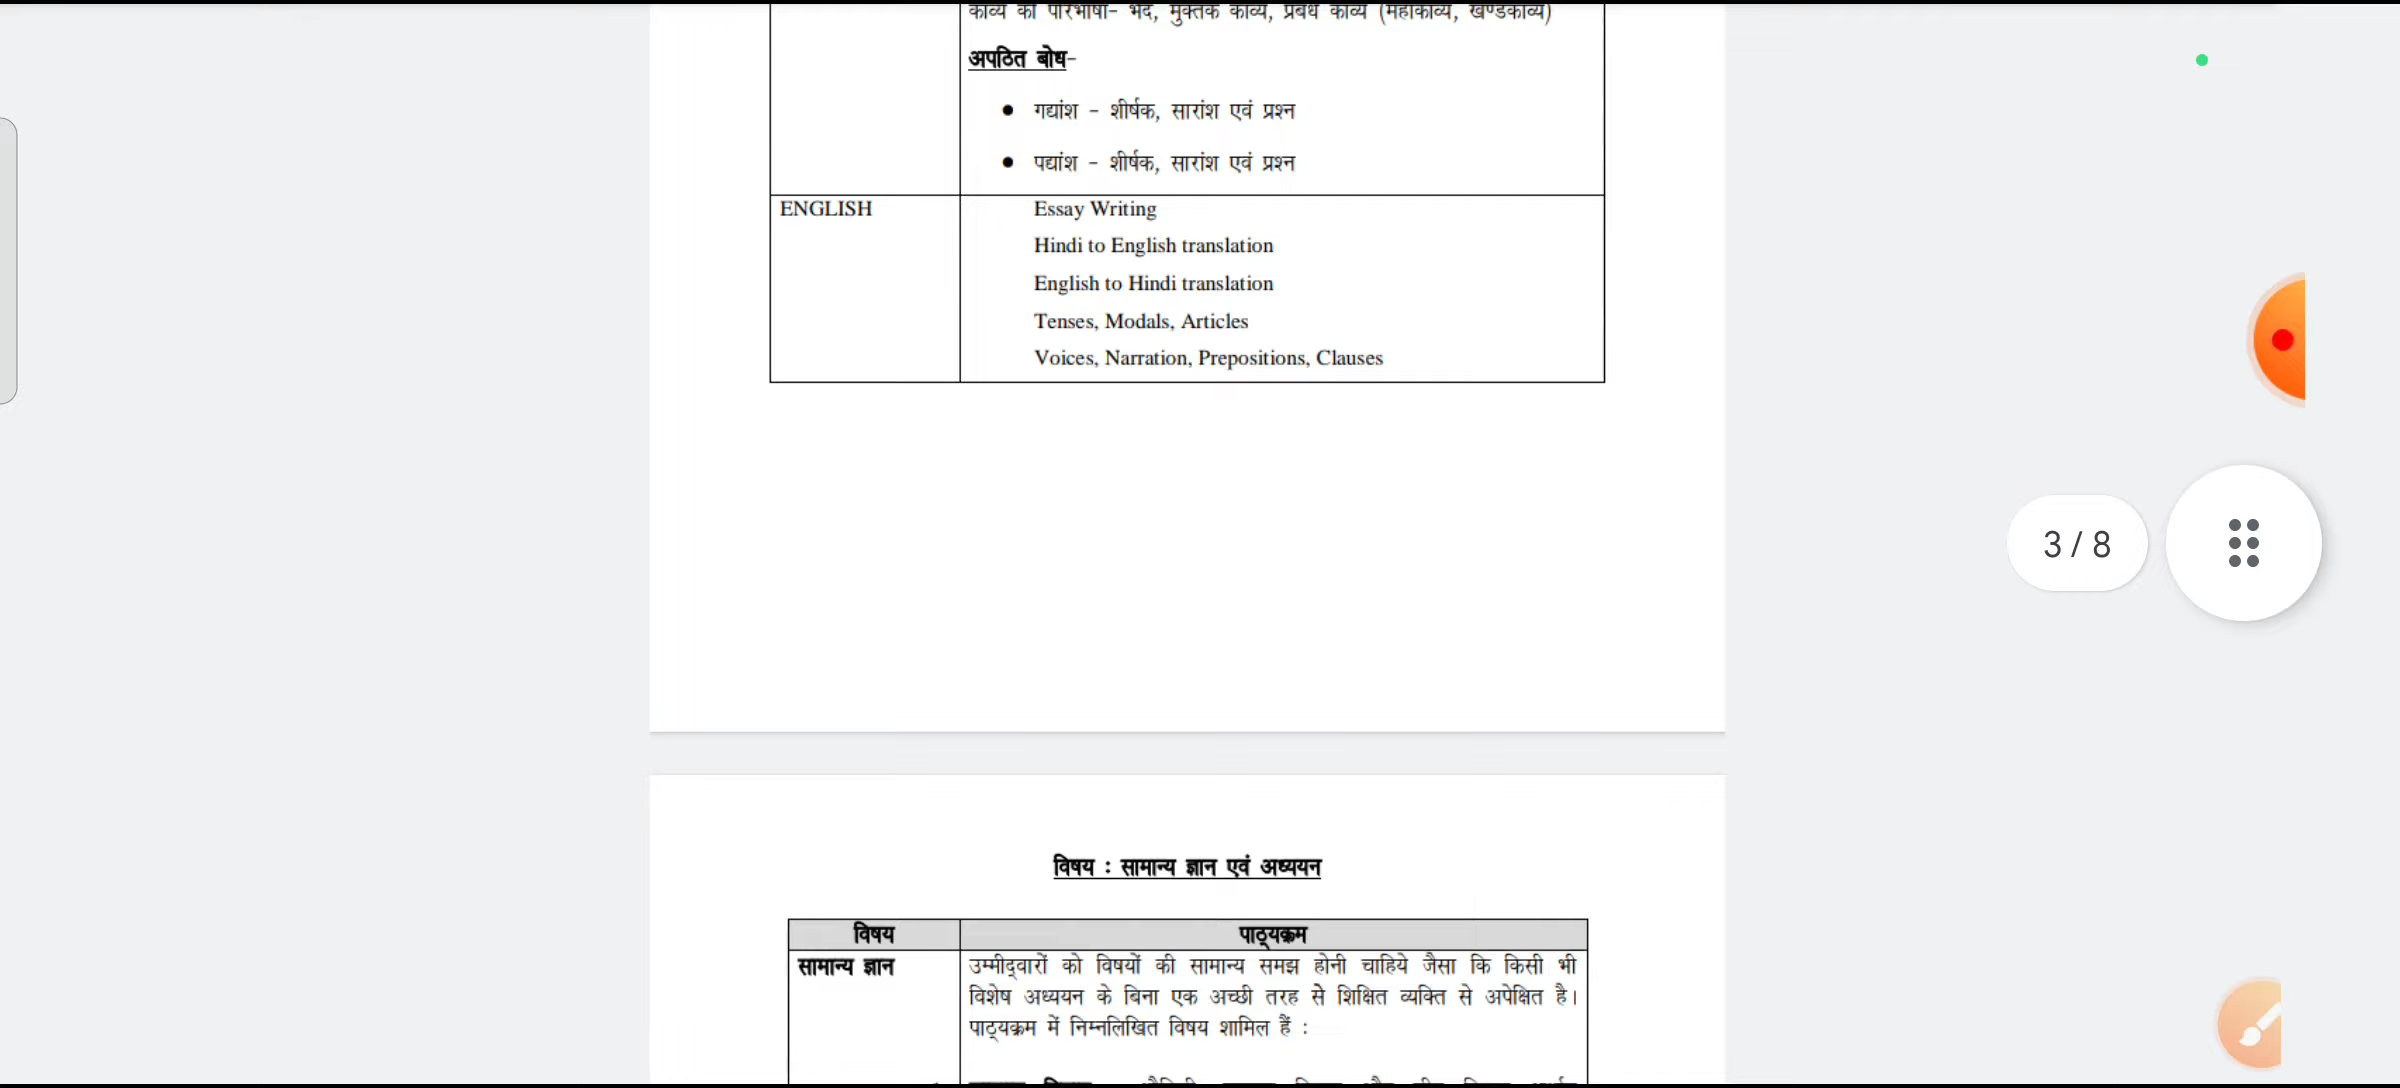 काव्य की परिभाषा- भेद, मुक्तक काव्य, प्रबंध काव्य (महाकाव्य, खण्डकाव्य)
अपठित बोध-
● गद्यांश - शीर्षक, सारांश एवं प्रश्न
● पद्यांश - शीर्षक, सारांश एवं प्रश्न
ENGLISH
Essay Writing
Hindi to English translation
English to Hindi translation
Tenses, Modals, Articles
Voices, Narration, Prepositions, Clauses
3 / 8
विषय : सामान्य ज्ञान एवं अध्ययन
विषय पाठ्यक्रम
सामान्य ज्ञान उम्मीद्वारों को विषयों की सामान्य समझ होनी चाहिये जैसा कि किसी भी
विशेष अध्ययन के बिना एक अच्छी तरह से शिक्षित व्यक्ति से अपेक्षित है।
पाठ्यक्रम में निम्नलिखित विषय शामिल हैं :